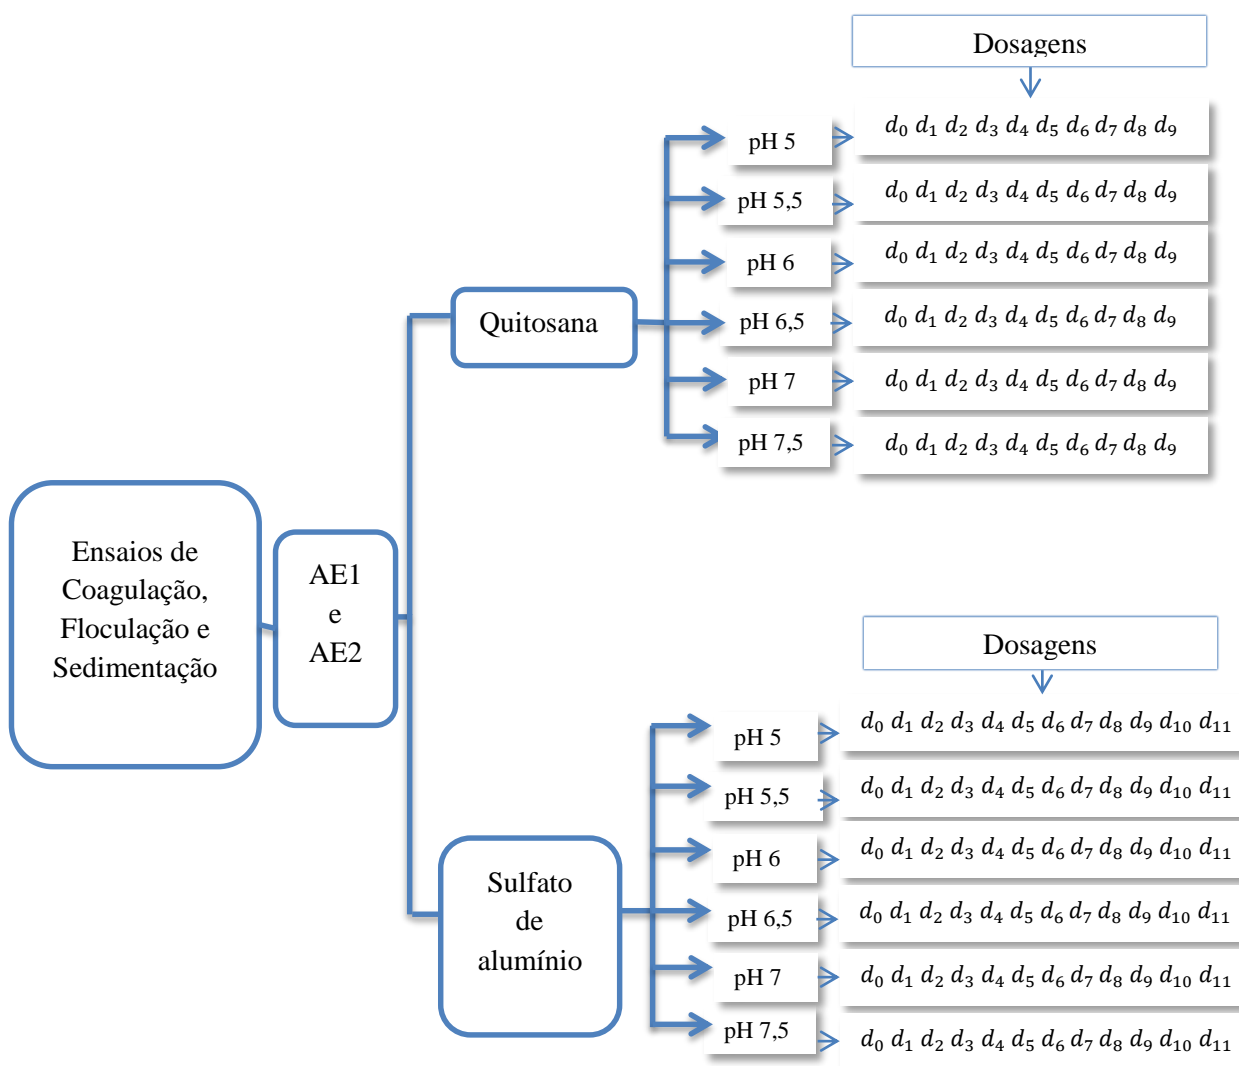 Dosagens
pH 5
d₀ d₁ d₂ d₃ d₄ d₅ d₆ d₇ d₈ d₉
pH 5,5
d₀ d₁ d₂ d₃ d₄ d₅ d₆ d₇ d₈ d₉
pH 6
d₀ d₁ d₂ d₃ d₄ d₅ d₆ d₇ d₈ d₉
pH 6,5
d₀ d₁ d₂ d₃ d₄ d₅ d₆ d₇ d₈ d₉
pH 7
d₀ d₁ d₂ d₃ d₄ d₅ d₆ d₇ d₈ d₉
pH 7,5
d₀ d₁ d₂ d₃ d₄ d₅ d₆ d₇ d₈ d₉
Quitosana
Ensaios de
Coagulação,
Floculação e
Sedimentação
AE1
e
AE2
Dosagens
pH 5
d₀ d₁ d₂ d₃ d₄ d₅ d₆ d₇ d₈ d₉ d₁₀ d₁₁
pH 5,5
d₀ d₁ d₂ d₃ d₄ d₅ d₆ d₇ d₈ d₉ d₁₀ d₁₁
pH 6
d₀ d₁ d₂ d₃ d₄ d₅ d₆ d₇ d₈ d₉ d₁₀ d₁₁
pH 6,5
d₀ d₁ d₂ d₃ d₄ d₅ d₆ d₇ d₈ d₉ d₁₀ d₁₁
pH 7
d₀ d₁ d₂ d₃ d₄ d₅ d₆ d₇ d₈ d₉ d₁₀ d₁₁
pH 7,5
d₀ d₁ d₂ d₃ d₄ d₅ d₆ d₇ d₈ d₉ d₁₀ d₁₁
Sulfato
de
alumínio